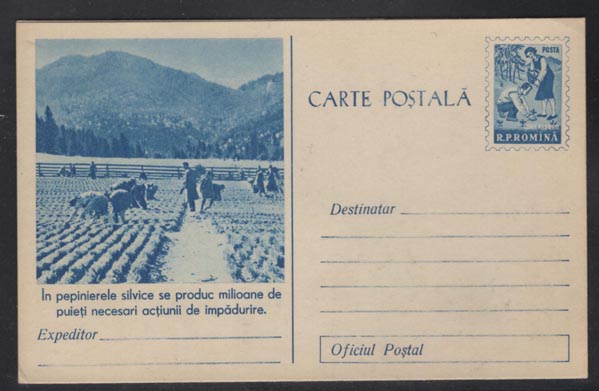 CARTE POȘTALĂ
POSTA
R.P.ROMINĂ
Destinatar
În pepinierele silvice se produc milioane de
puieți necesari acțiunii de împădurire.
Expeditor
Oficiul Poștal